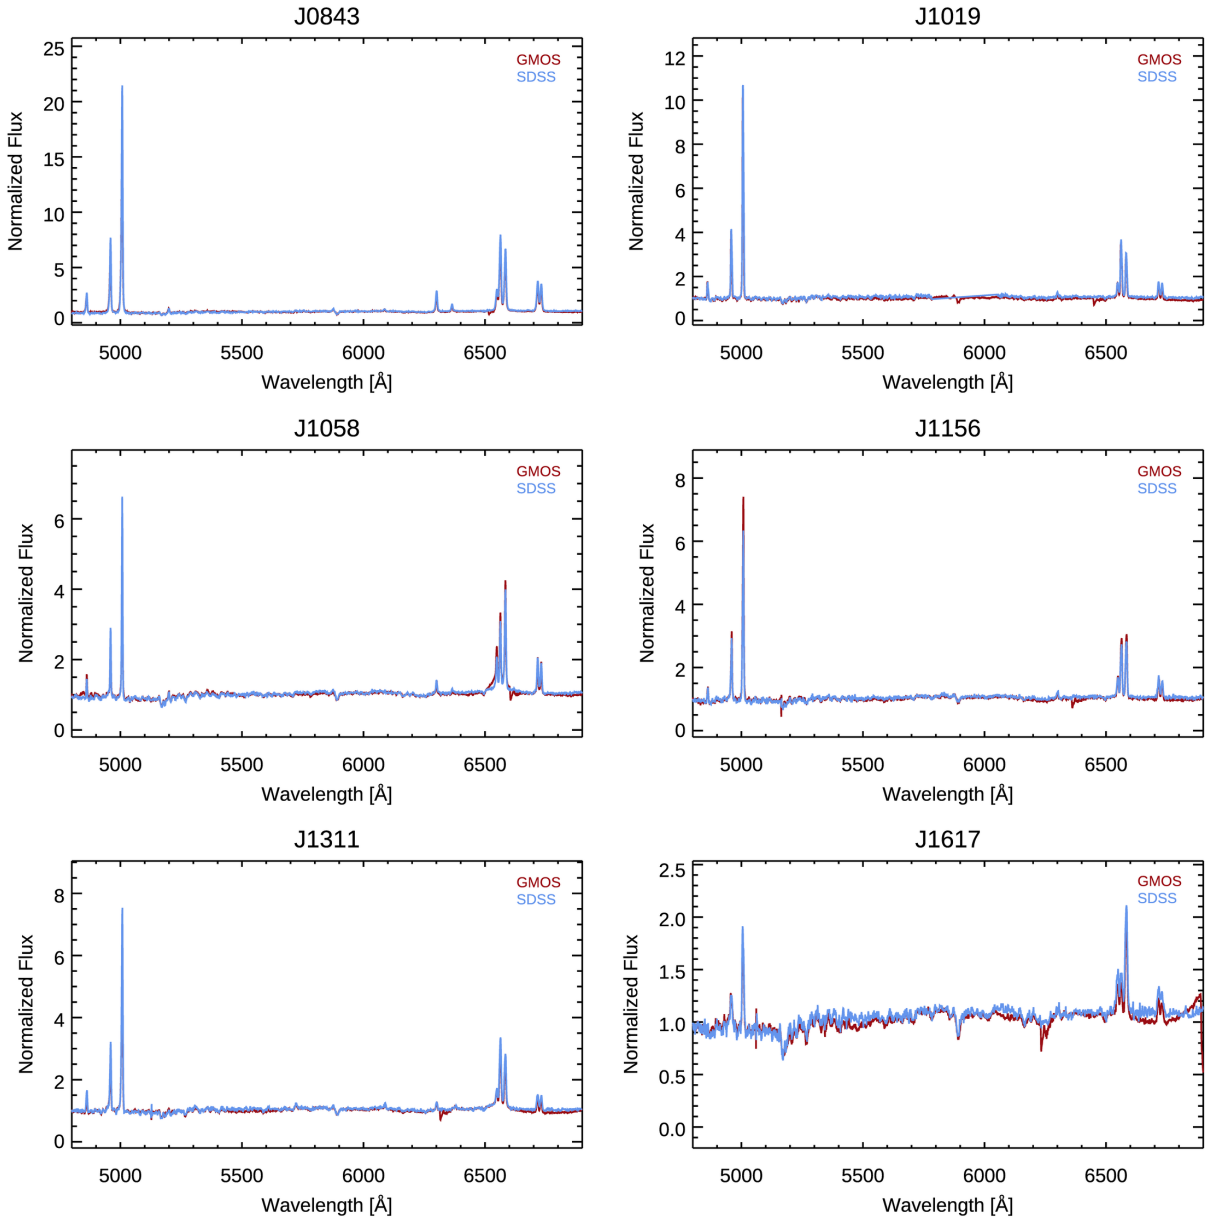 J0843
GMOS
SDSS
Normalized Flux
25
20
15
10
5
0
5000 5500 6000 6500
Wavelength [Å]
J1019
GMOS
SDSS
Normalized Flux
12
10
8
6
4
2
0
5000 5500 6000 6500
Wavelength [Å]
J1058
GMOS
SDSS
Normalized Flux
6
4
2
0
5000 5500 6000 6500
Wavelength [Å]
J1156
GMOS
SDSS
Normalized Flux
8
6
4
2
0
5000 5500 6000 6500
Wavelength [Å]
J1311
GMOS
SDSS
Normalized Flux
8
6
4
2
0
5000 5500 6000 6500
Wavelength [Å]
J1617
GMOS
SDSS
Normalized Flux
2.5
2.0
1.5
1.0
0.5
0.0
5000 5500 6000 6500
Wavelength [Å]